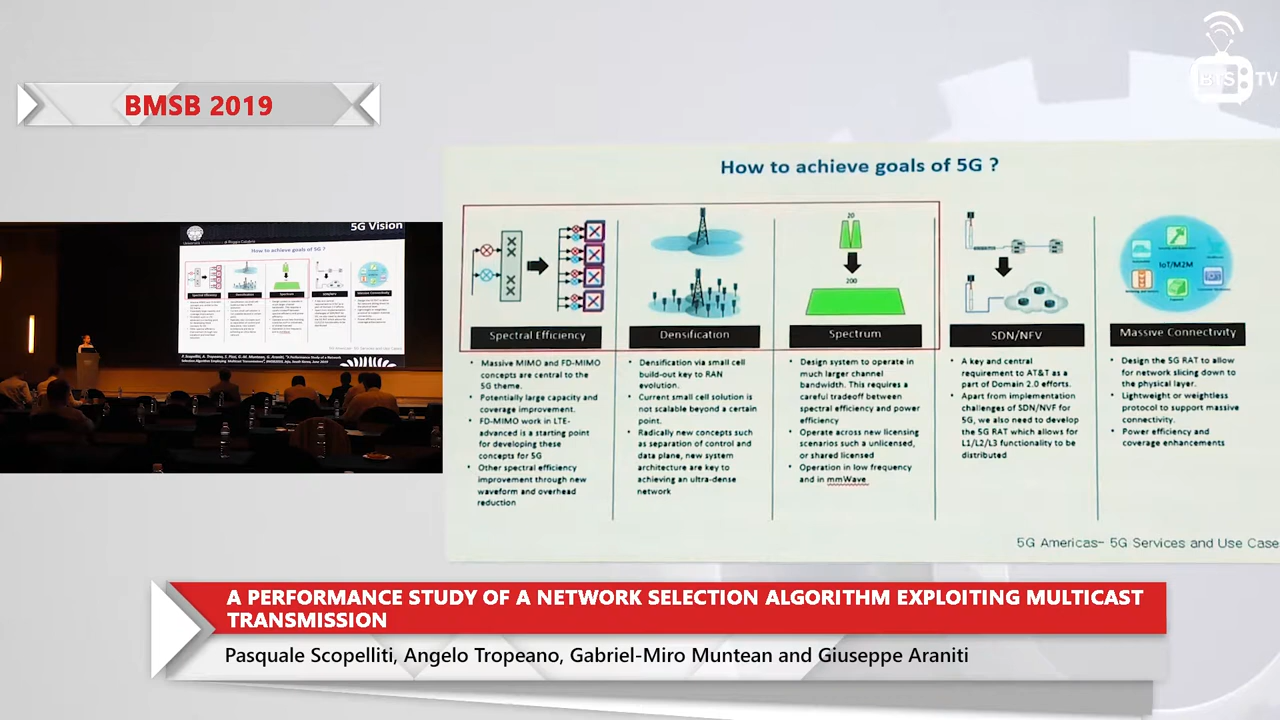 BTS TV
BMSB 2019
5G Vision
How to achieve goals of 5G ?
How to achieve goals of 5G ?
20
200
IoT/M2M
Spectral Efficiency
Densification
Spectrum
SDN/NFV
Massive Connectivity
• Massive MIMO and FD-MIMO
concepts are central to the
5G theme.
• Potentially large capacity and
coverage improvement.
• FD-MIMO work in LTE-
advanced is a starting point
for developing these
concepts for 5G
• Other spectral efficiency
improvement through new
waveform and overhead
reduction
• Densification via small cell
build-out key to RAN
evolution.
• Current small cell solution is
not scalable beyond a certain
point.
• Radically new concepts such
as separation of control and
data plane, new system
architecture are key to
achieving an ultra-dense
network
• Design system to operate in
much larger channel
bandwidth. This requires a
careful tradeoff between
spectral efficiency and power
efficiency
• Operate across new licensing
scenarios such a unlicensed,
or shared licensed
• Operation in low frequency
and in mmWave
• A key and central
requirement to AT&T as a
part of Domain 2.0 efforts.
• Apart from implementation
challenges of SDN/NVF for
5G, we also need to develop
the 5G RAT which allows for
L1/L2/L3 functionality to be
distributed
• Design the 5G RAT to allow
for network slicing down to
the physical layer.
• Lightweight or weightless
protocol to support massive
connectivity.
• Power efficiency and
coverage enhancements
5G Americas- 5G Services and Use Case
A PERFORMANCE STUDY OF A NETWORK SELECTION ALGORITHM EXPLOITING MULTICAST
TRANSMISSION
Pasquale Scopelliti, Angelo Tropeano, Gabriel-Miro Muntean and Giuseppe Araniti